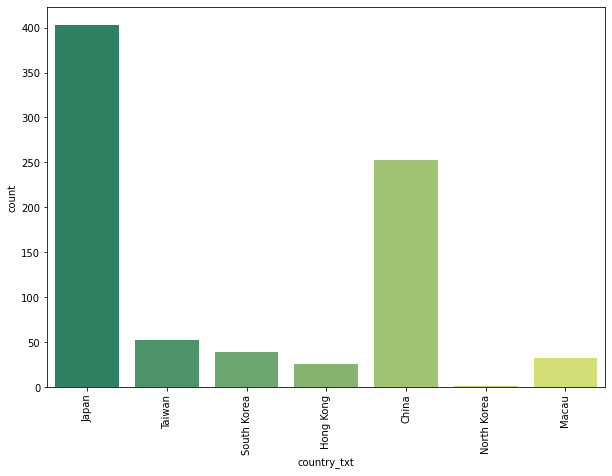 400
350
300
250
200
150
100
50
0
count
Japan
Taiwan
South Korea
Hong Kong
China
North Korea
Macau
country_txt